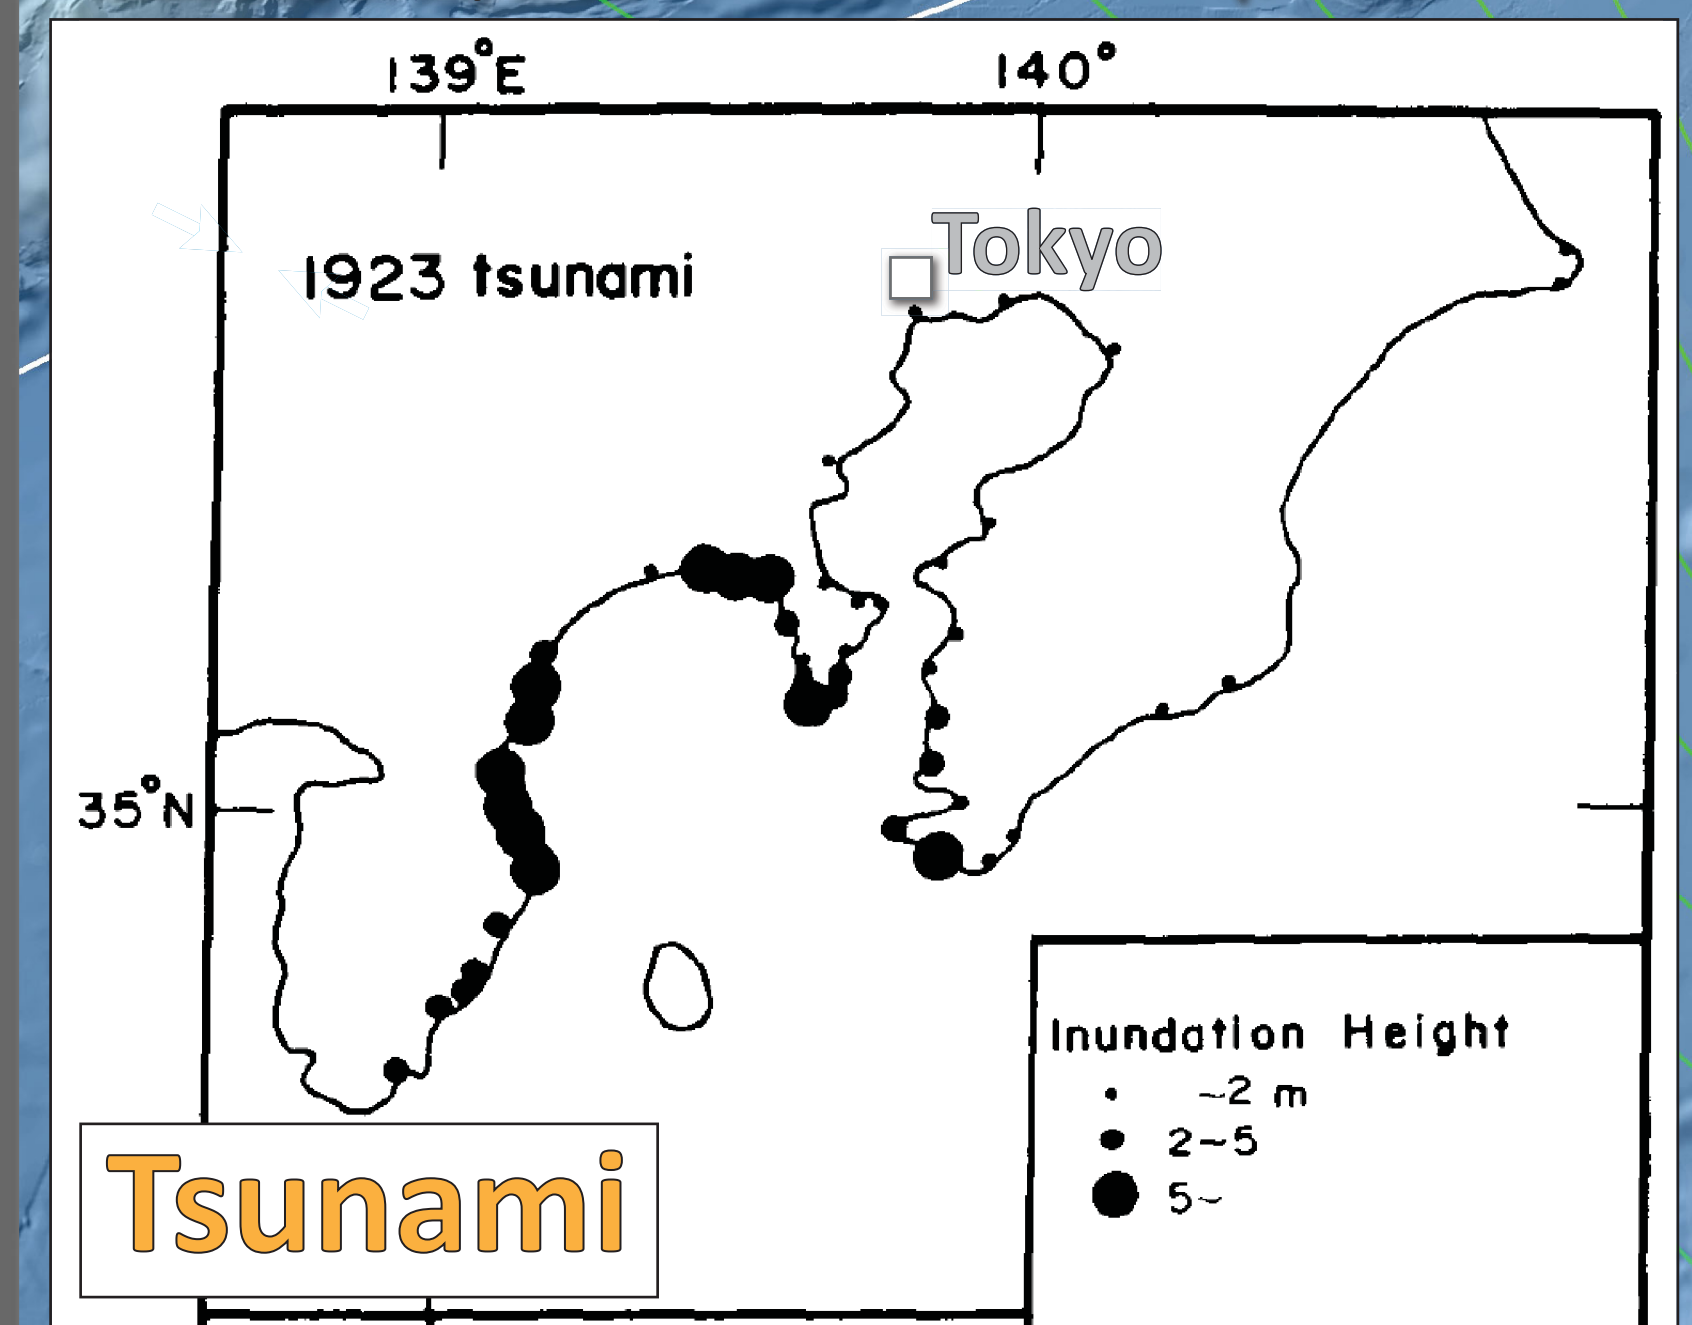 139°E 140°
Tokyo
1923 tsunami
35°N
Inundation Height
~2 m
2~5
5~
Tsunami